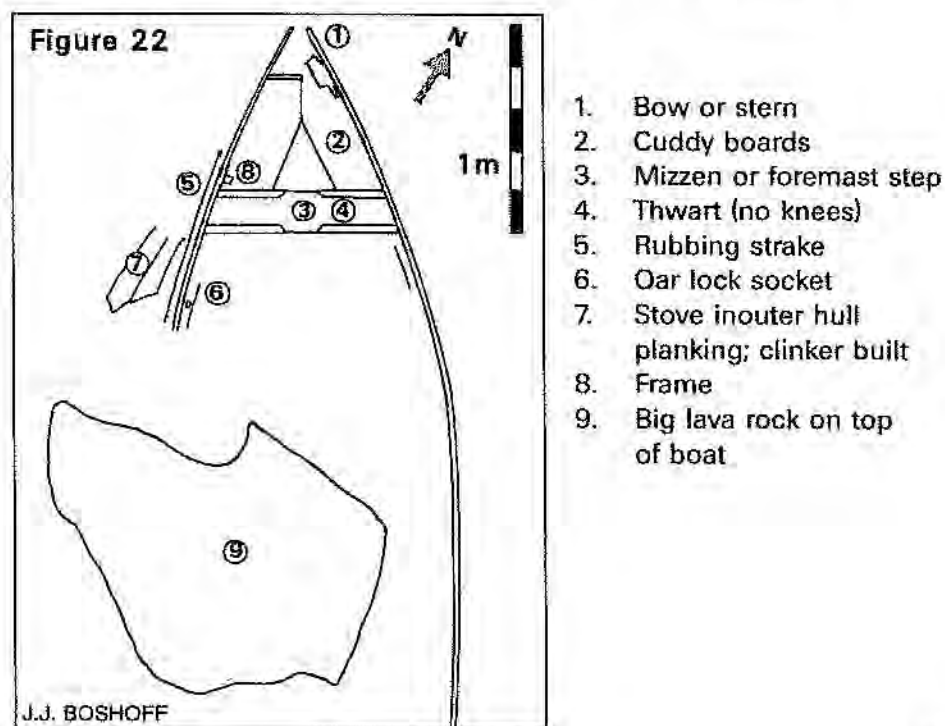 Figure 22
①
N
②
1m
⑧
⑤
③ ④
⑦
⑥
⑨
J.J. BOSHOFF
1. Bow or stern
2. Cuddy boards
3. Mizzen or foremast step
4. Thwart (no knees)
5. Rubbing strake
6. Oar lock socket
7. Stove inouter hull
planking; clinker built
8. Frame
9. Big lava rock on top
of boat